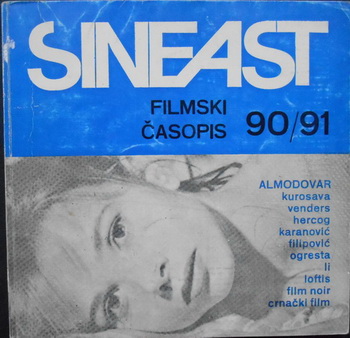 SINEAST
FILMSKI
ČASOPIS 90/91
ALMODOVAR
kurosava
venders
hercog
karanović
filipović
ogresta
li
loftis
film noir
crnački film